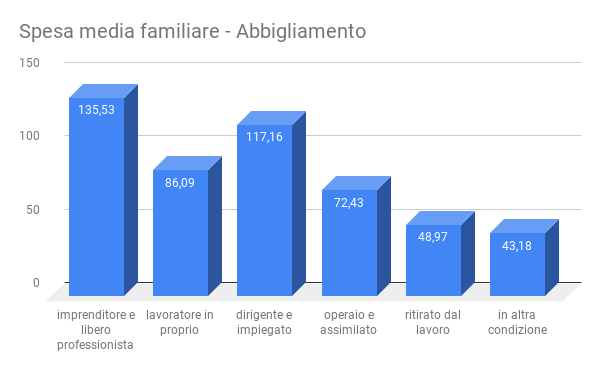 Spesa media familiare - Abbigliamento
150
100
50
0
135,53
86,09
117,16
72,43
48,97
43,18
imprenditore e
libero
professionista
lavoratore in
proprio
dirigente e
impiegato
operaio e
assimilato
ritirato dal
lavoro
in altra
condizione